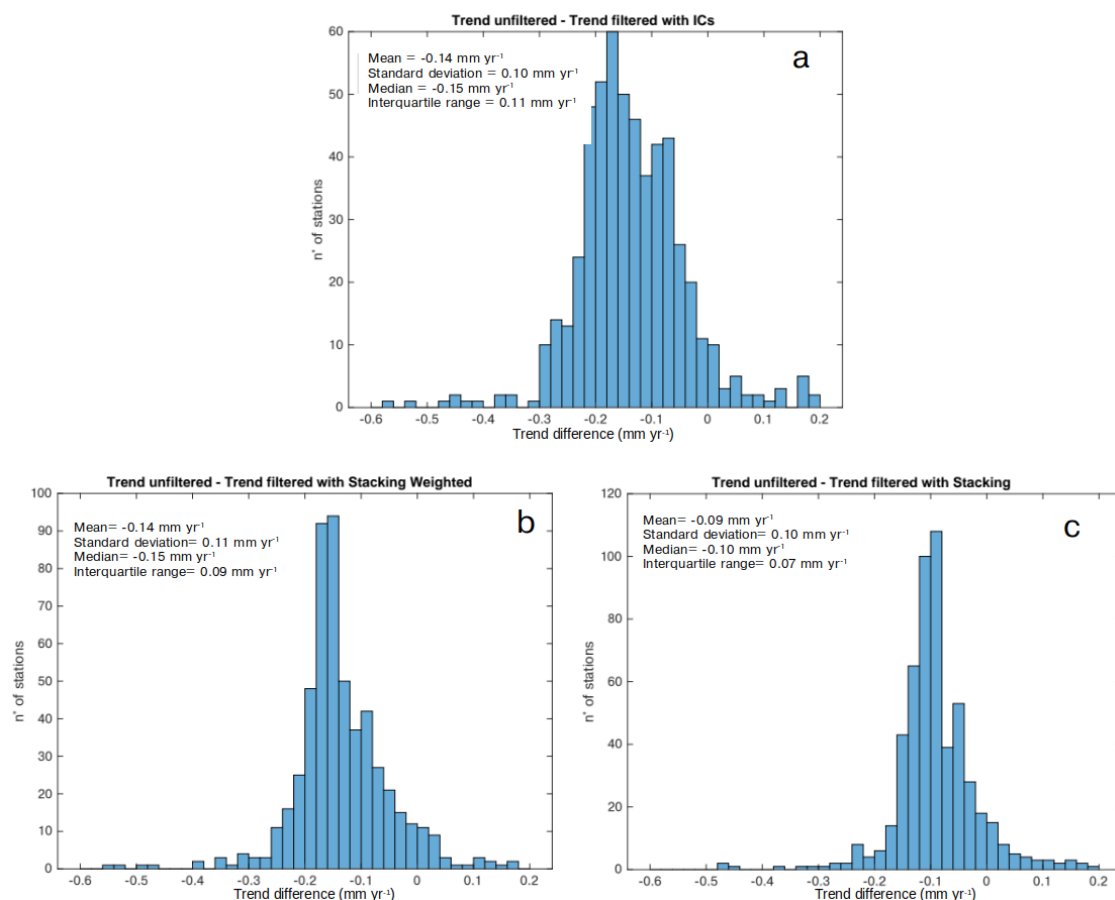 Trend unfiltered - Trend filtered with ICs
a
Mean = -0.14 mm yr⁻¹
Standard deviation = 0.10 mm yr⁻¹
Median = -0.15 mm yr⁻¹
Interquartile range = 0.11 mm yr⁻¹
60
50
40
30
20
10
0
n° of stations
-0.6 -0.5 -0.4 -0.3 -0.2 -0.1 0 0.1 0.2
Trend difference (mm yr⁻¹)
Trend unfiltered - Trend filtered with Stacking Weighted
b
Mean= -0.14 mm yr⁻¹
Standard deviation= 0.11 mm yr⁻¹
Median= -0.15 mm yr⁻¹
Interquartile range= 0.09 mm yr⁻¹
100
90
80
70
60
50
40
30
20
10
0
n° of stations
-0.6 -0.5 -0.4 -0.3 -0.2 -0.1 0 0.1 0.2
Trend difference (mm yr⁻¹)
Trend unfiltered - Trend filtered with Stacking
c
Mean= -0.09 mm yr⁻¹
Standard deviation= 0.10 mm yr⁻¹
Median= -0.10 mm yr⁻¹
Interquartile range= 0.07 mm yr⁻¹
120
100
80
60
40
20
0
n° of stations
-0.6 -0.5 -0.4 -0.3 -0.2 -0.1 0 0.1 0.2
Trend difference (mm yr⁻¹)